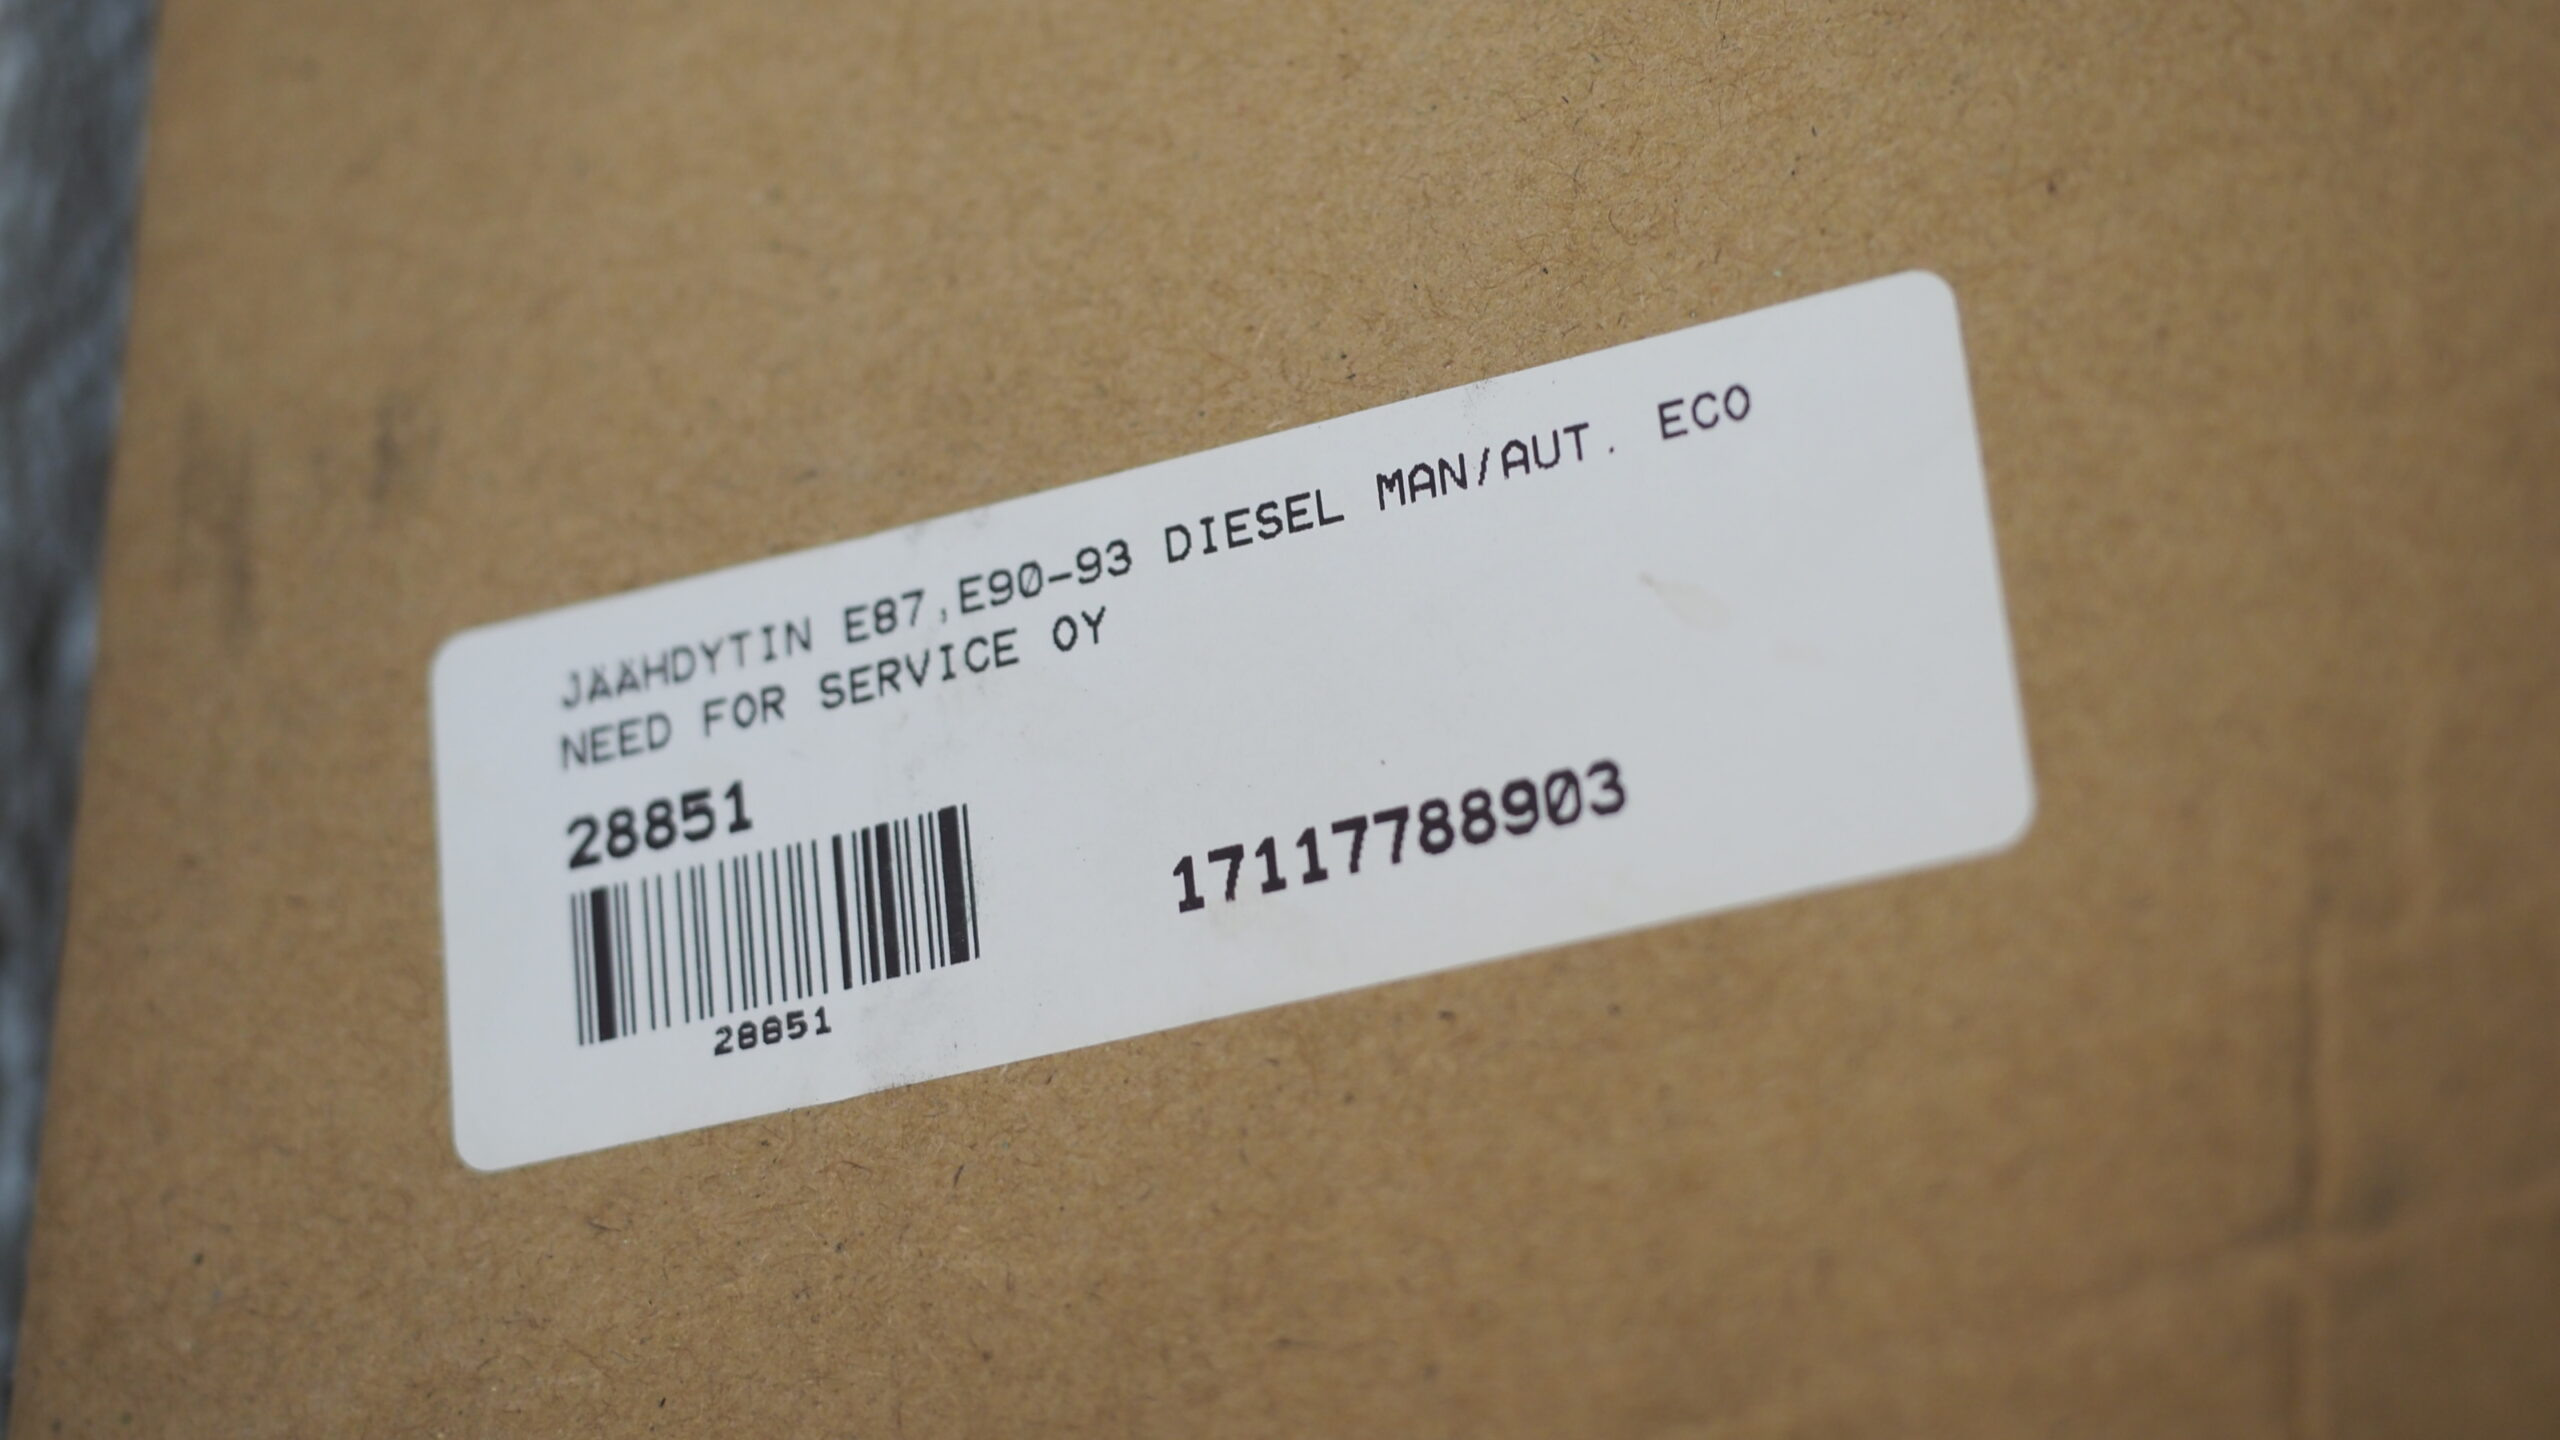 JÄÄHDYTIN E87,E90-93 DIESEL MAN/AUT. ECO
NEED FOR SERVICE OY
28851
17117788903
28851